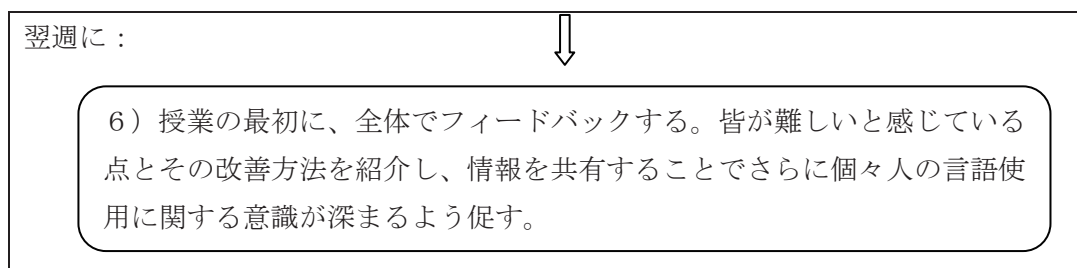 翌週に:
6)授業の最初に、全体でフィードバックする。皆が難しいと感じている
点とその改善方法を紹介し、情報を共有することでさらに個々人の言語使
用に関する意識が深まるよう促す。